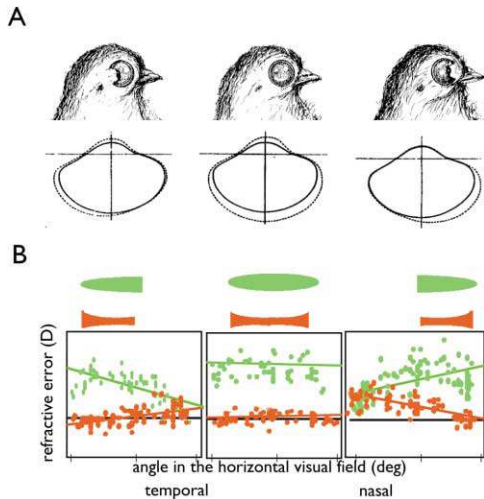 A
B
refractive error (D)
angle in the horizontal visual field (deg)
temporal
nasal